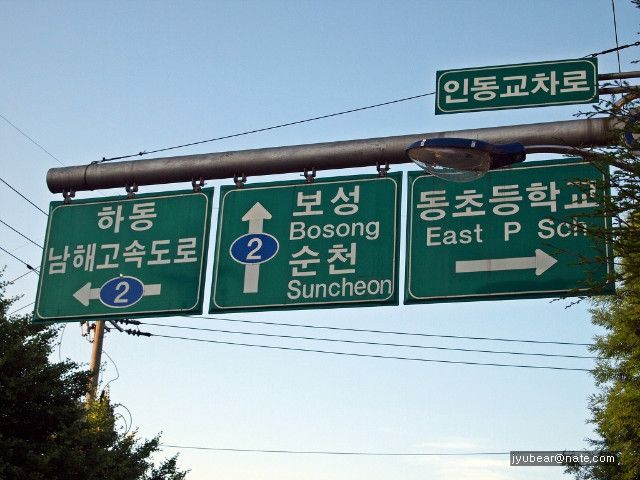 인동교차로
하동
남해고속도로
2
보성
Bosong
2
순천
Suncheon
동초등학교
East P Sch
jyubear@nate.com